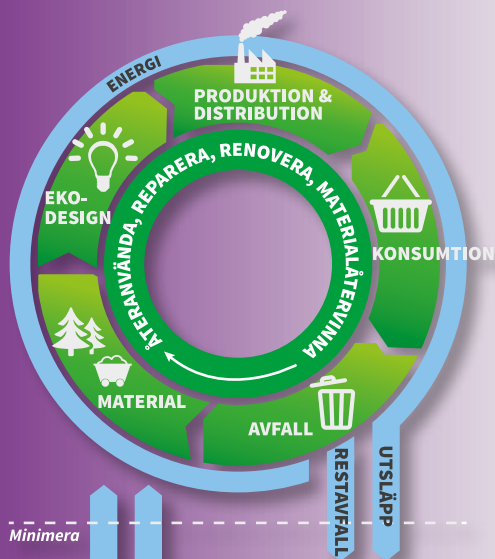 ENERGI
PRODUKTION &
DISTRIBUTION
ÅTERANVÄNDA, REPARERA, RENOVERA, MATERIALÅTERVINNA
EKO-
DESIGN
KONSUMTION
MATERIAL
AVFALL
RESTAVFALL
UTSLÄPP
Minimera